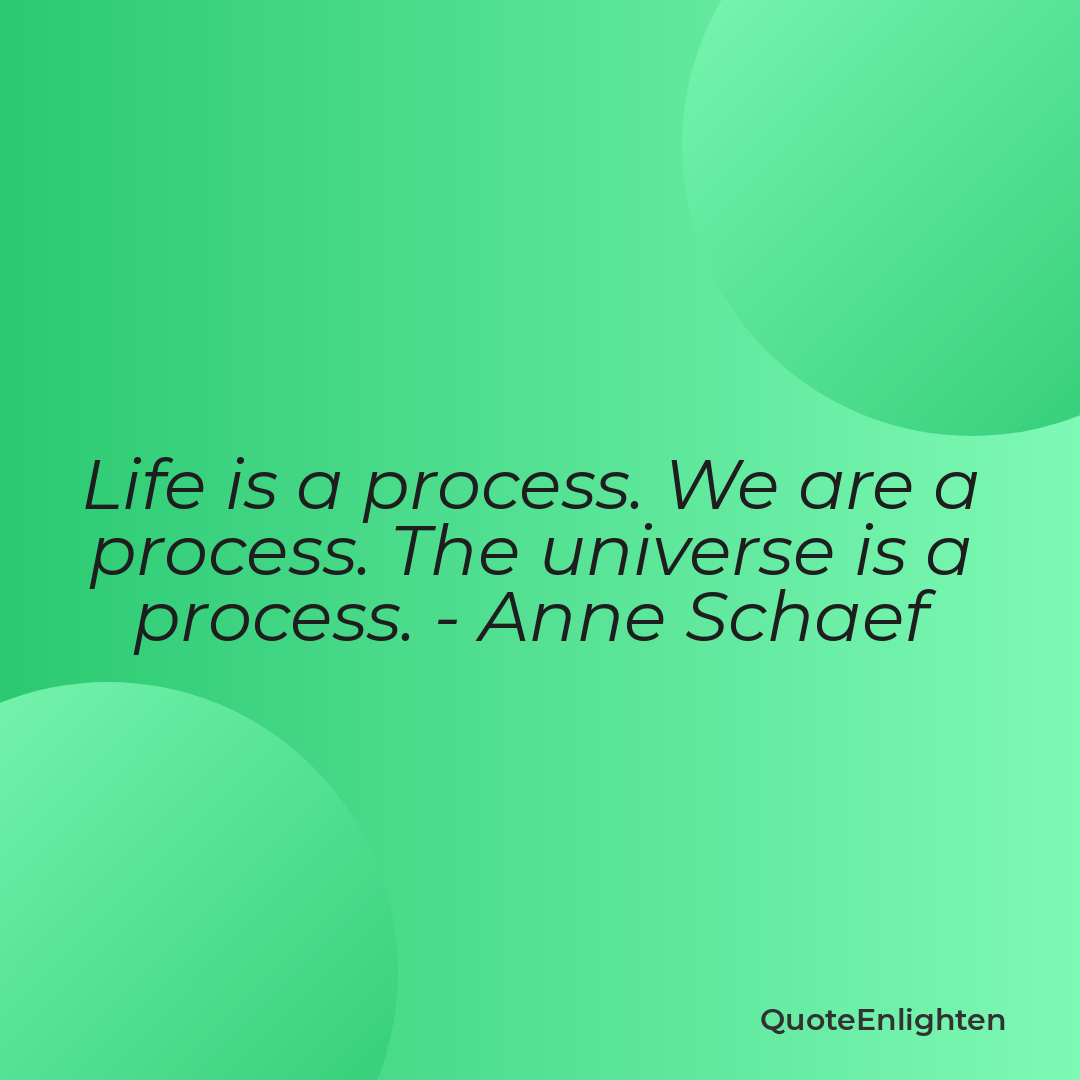 Life is a process. We are a
process. The universe is a
process. - Anne Schaef
QuoteEnlighten